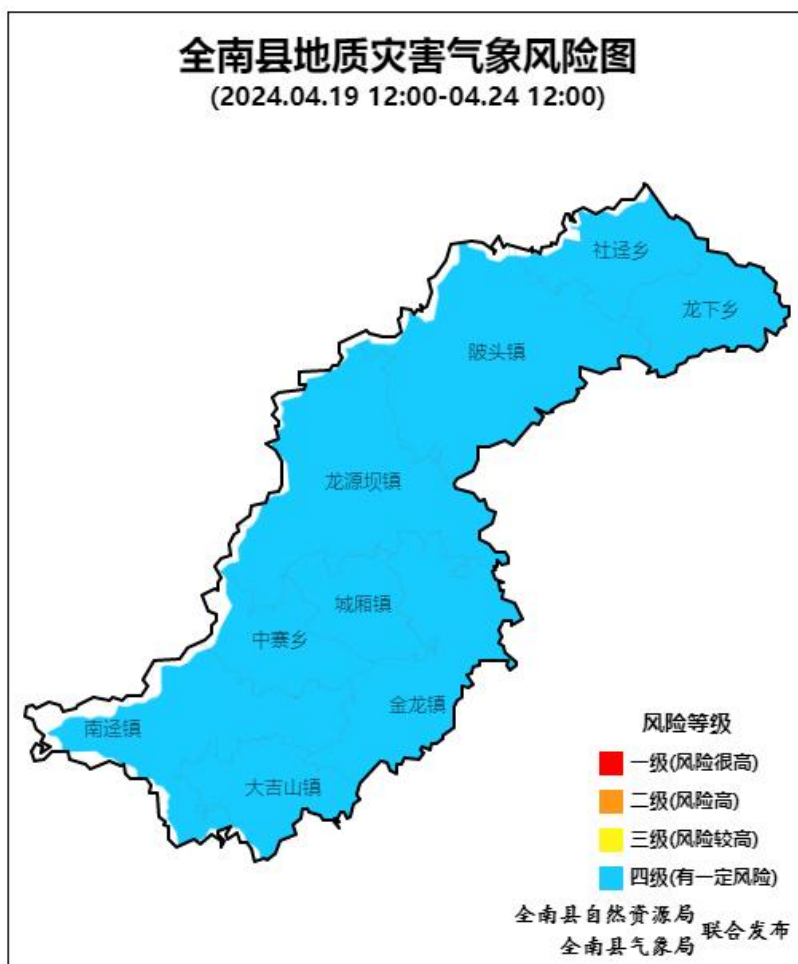 全南县地质灾害气象风险图
(2024.04.19 12:00-04.24 12:00)
社迳乡
龙下乡
陂头镇
龙源坝镇
城厢镇
中寨乡
金龙镇
南迳镇
大吉山镇
风险等级
一级(风险很高)
二级(风险高)
三级(风险较高)
四级(有一定风险)
全南县自然资源局
全南县气象局
联合发布